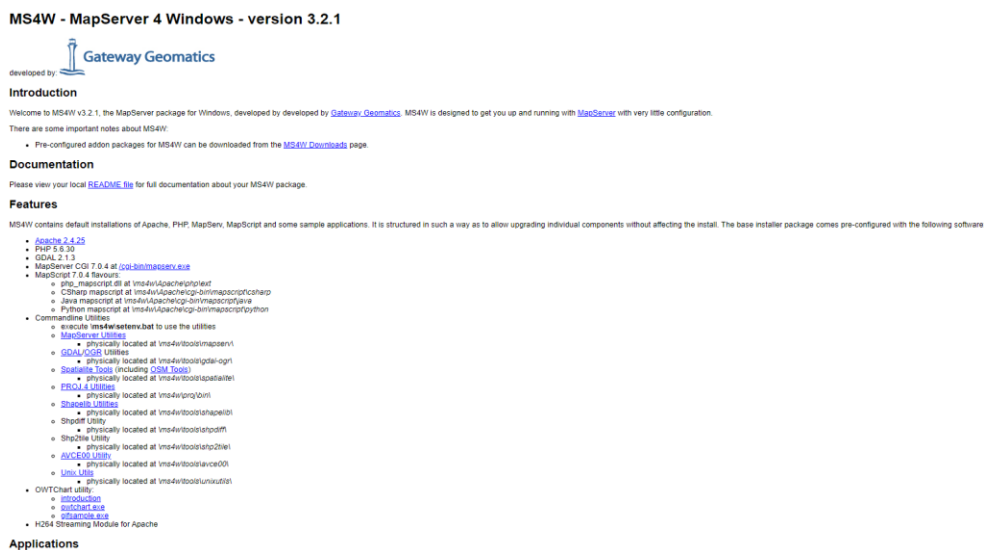 MS4W - MapServer 4 Windows - version 3.2.1
Gateway Geomatics
developed by:
Introduction
Welcome to MS4W v3.2.1, the MapServer package for Windows, developed by developed by Gateway Geomatics. MS4W is designed to get you up and running with MapServer with very little configuration.
There are some important notes about MS4W:
Pre-configured addon packages for MS4W can be downloaded from the MS4W Downloads page.
Documentation
Please view your local README file for full documentation about your MS4W package.
Features
MS4W contains default installations of Apache, PHP, MapServ, MapScript and some sample applications. It is structured in such a way as to allow upgrading individual components without affecting the install. The base installer package comes pre-configured with the following software
Apache 2.4.25
PHP 5.6.30
GDAL 2.1.3
MapServer CGI 7.0.4 at /cgi-bin/mapserv.exe
MapScript 7.0.4 flavours:
php_mapscript.dll at \ms4w\Apache\php\ext
CSharp mapscript at \ms4w\Apache\cgi-bin\mapscript\csharp
Java mapscript at \ms4w\Apache\cgi-bin\mapscript\java
Python mapscript at \ms4w\Apache\cgi-bin\mapscript\python
Commandline Utilities
execute \ms4w\setenv.bat to use the utilities
MapServer Utilities
physically located at \ms4w\tools\mapserv\
GDAL/OGR Utilities
physically located at \ms4w\tools\gdal-ogr\
Spatialite Tools (including OSM Tools)
physically located at \ms4w\tools\spatialite\
PROJ.4 Utilities
physically located at \ms4w\proj\bin\
Shapelib Utilities
physically located at \ms4w\tools\shapelib\
Shpdiff Utility
physically located at \ms4w\tools\shpdiff\
Shp2tile Utility
physically located at \ms4w\tools\shp2tile\
AVCE00 Utility
physically located at \ms4w\tools\avce00\
Unix Utils
physically located at \ms4w\tools\unixutils\
OWTChart utility:
introduction
owtchart.exe
gifsample.exe
H264 Streaming Module for Apache
Applications